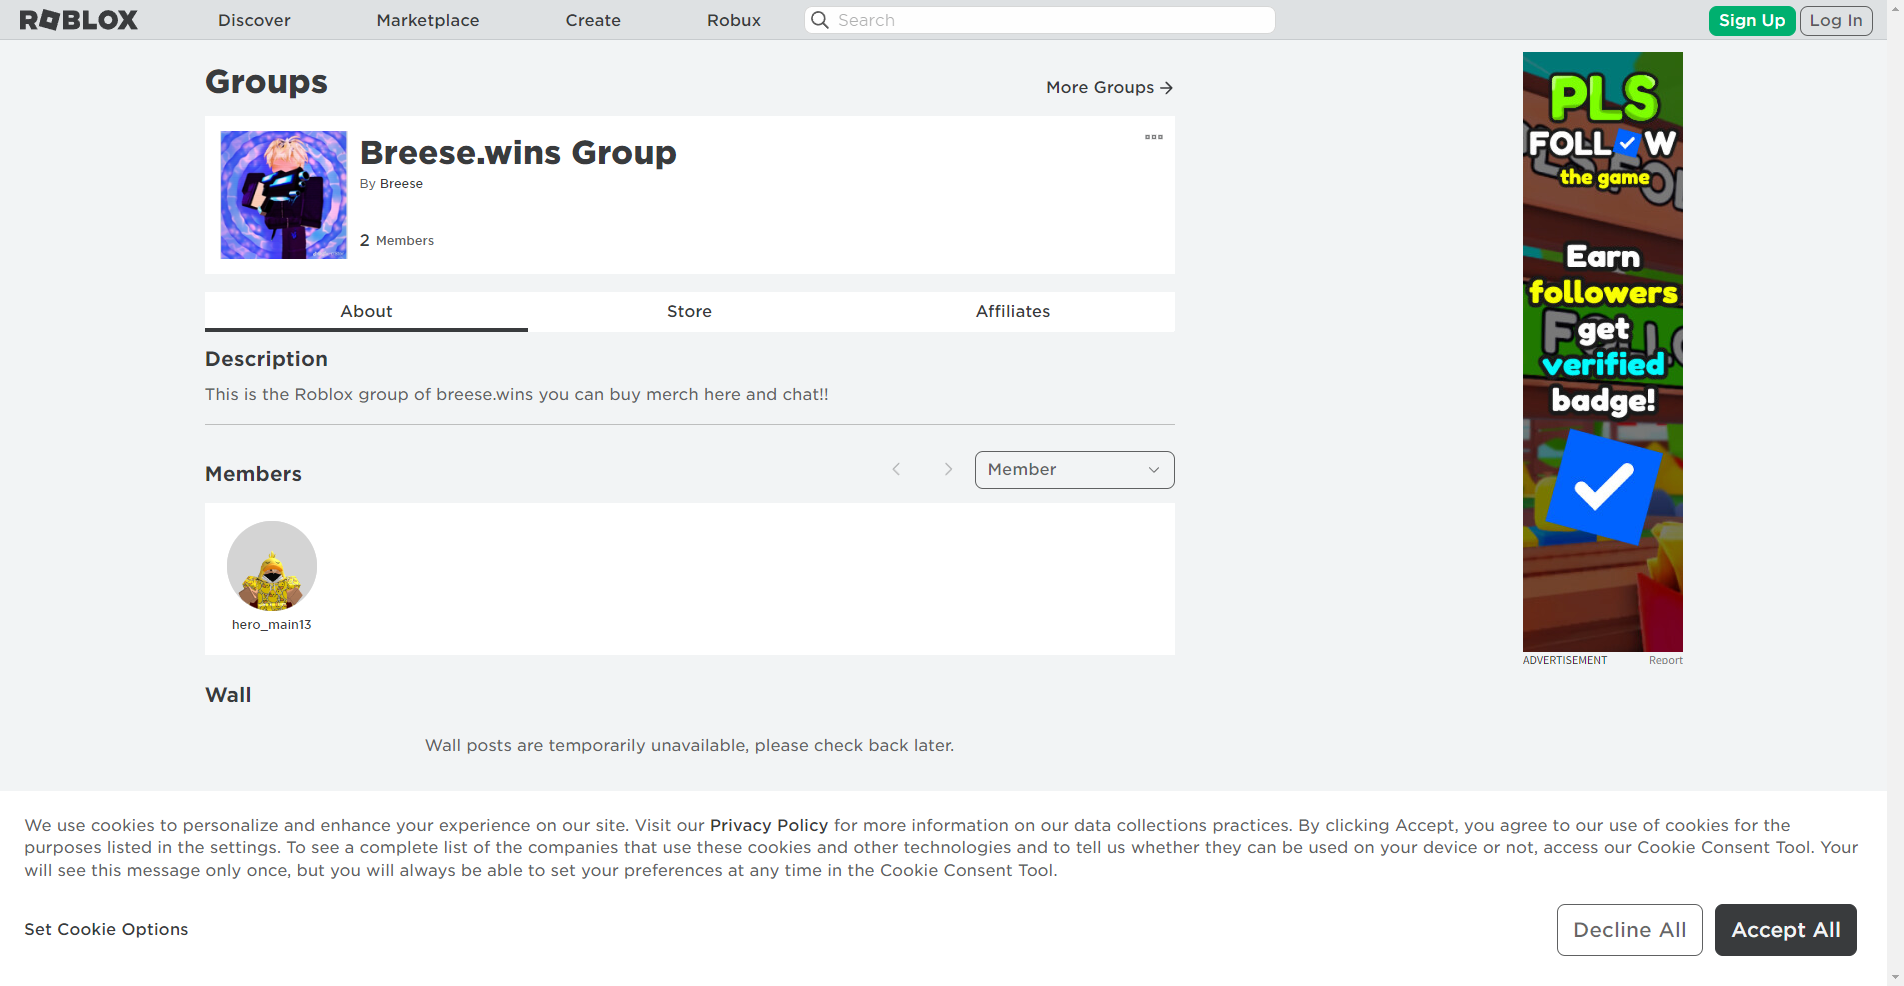 ROBLOX
Discover
Marketplace
Create
Robux
Search
Sign Up
Log In
Groups
More Groups
Breese.wins Group
By Breese
2 Members
About
Store
Affiliates
Description
This is the Roblox group of breese.wins you can buy merch here and chat!!
Members
Member
hero_main13
Wall
Wall posts are temporarily unavailable, please check back later.
PLS
FOLLOW
the game
Earn
followers
get
verified
badge!
ADVERTISEMENT
Report
We use cookies to personalize and enhance your experience on our site. Visit our Privacy Policy for more information on our data collections practices. By clicking Accept, you agree to our use of cookies for the
purposes listed in the settings. To see a complete list of the companies that use these cookies and other technologies and to tell us whether they can be used on your device or not, access our Cookie Consent Tool. Your
will see this message only once, but you will always be able to set your preferences at any time in the Cookie Consent Tool.
Set Cookie Options
Decline All
Accept All